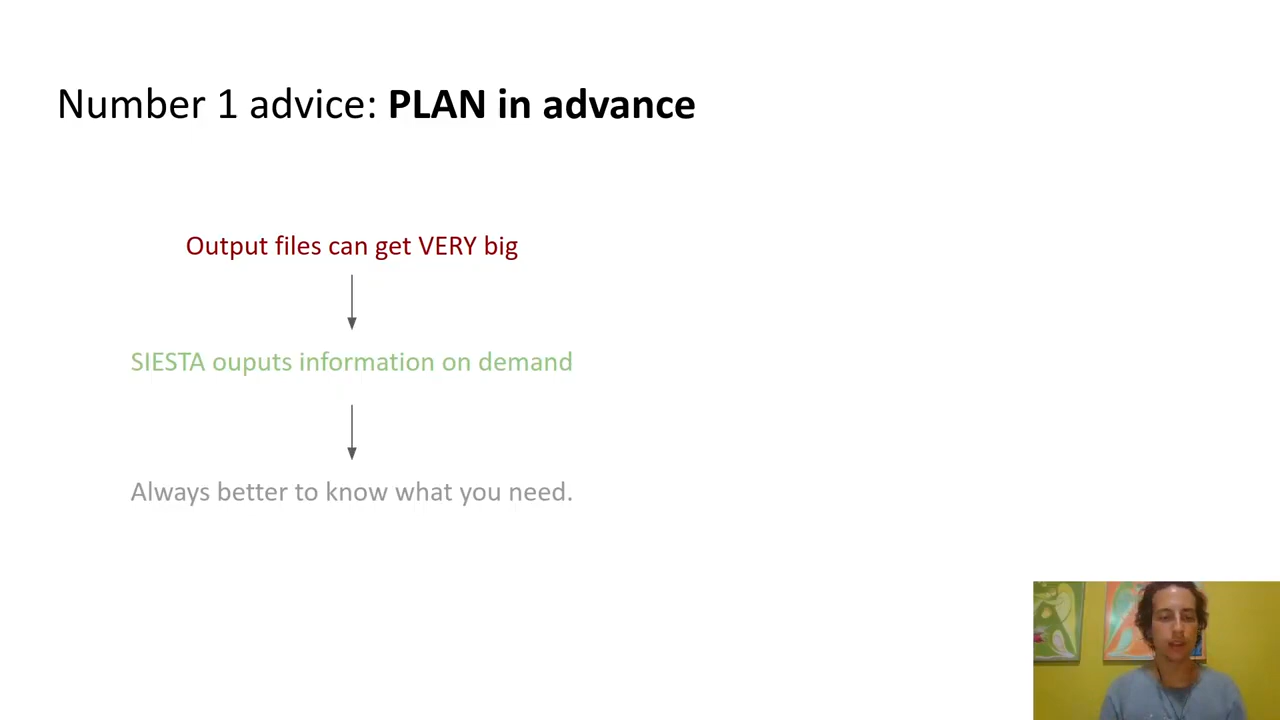 Number 1 advice: PLAN in advance
Output files can get VERY big
SIESTA ouputs information on demand
Always better to know what you need.